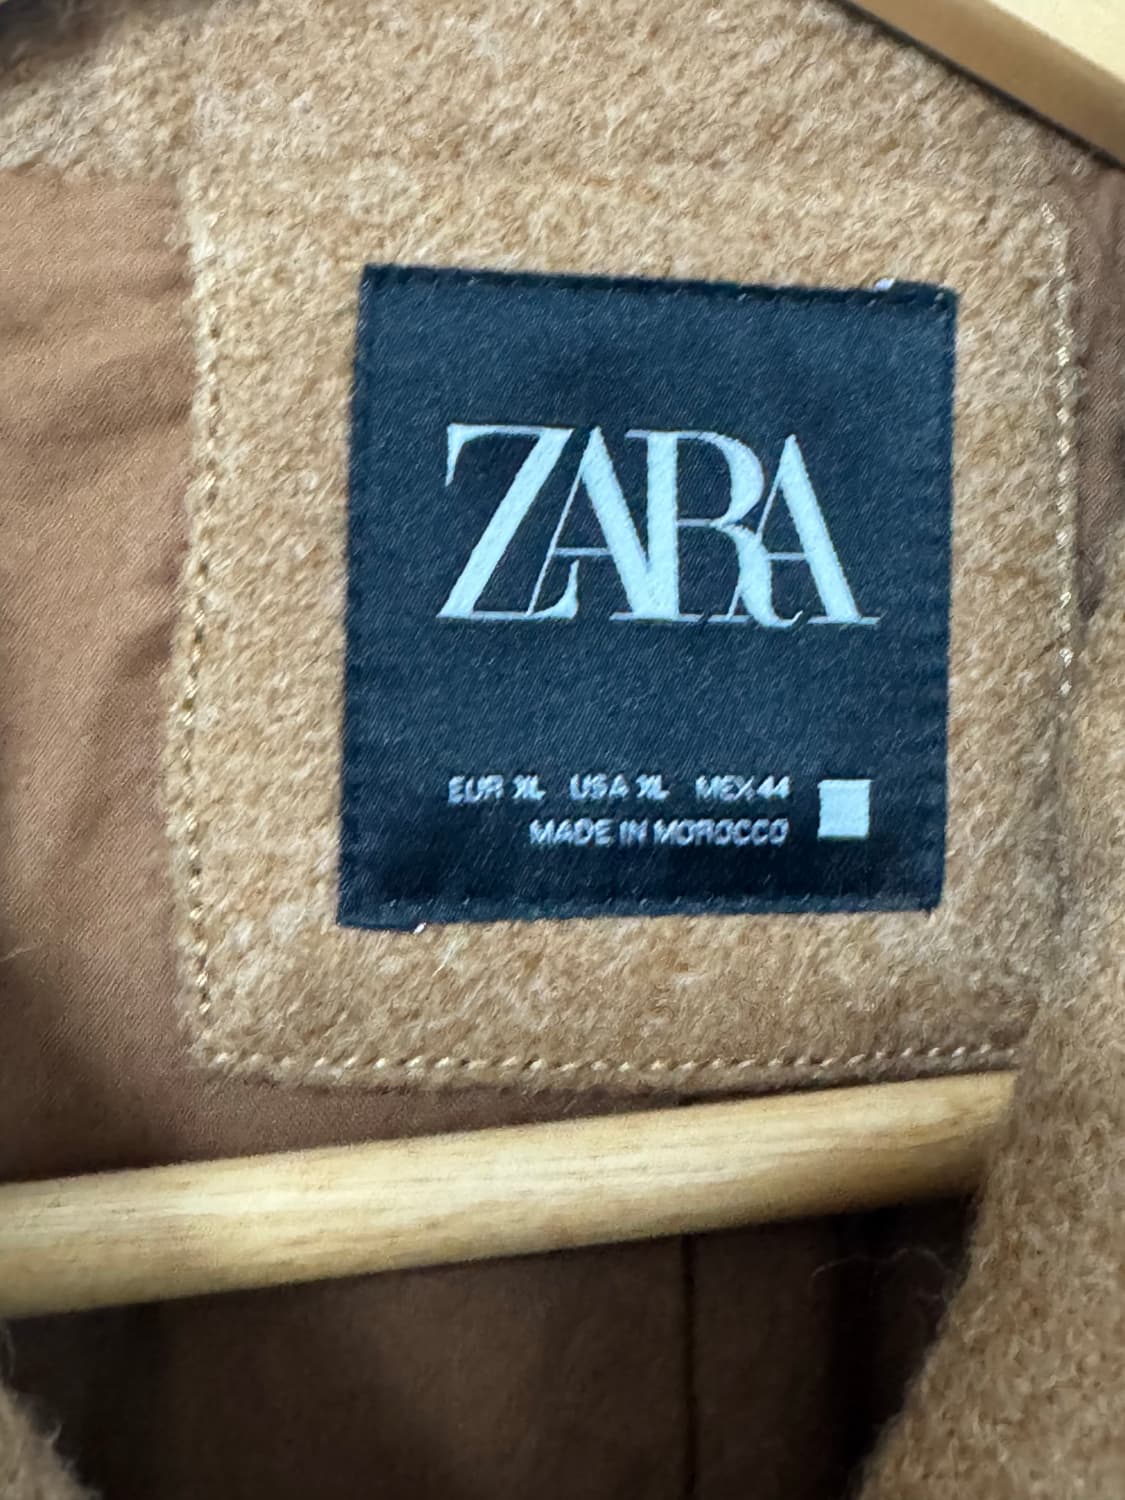 ZARA
EUR XL USA XL MEX 44
MADE IN MOROCCO